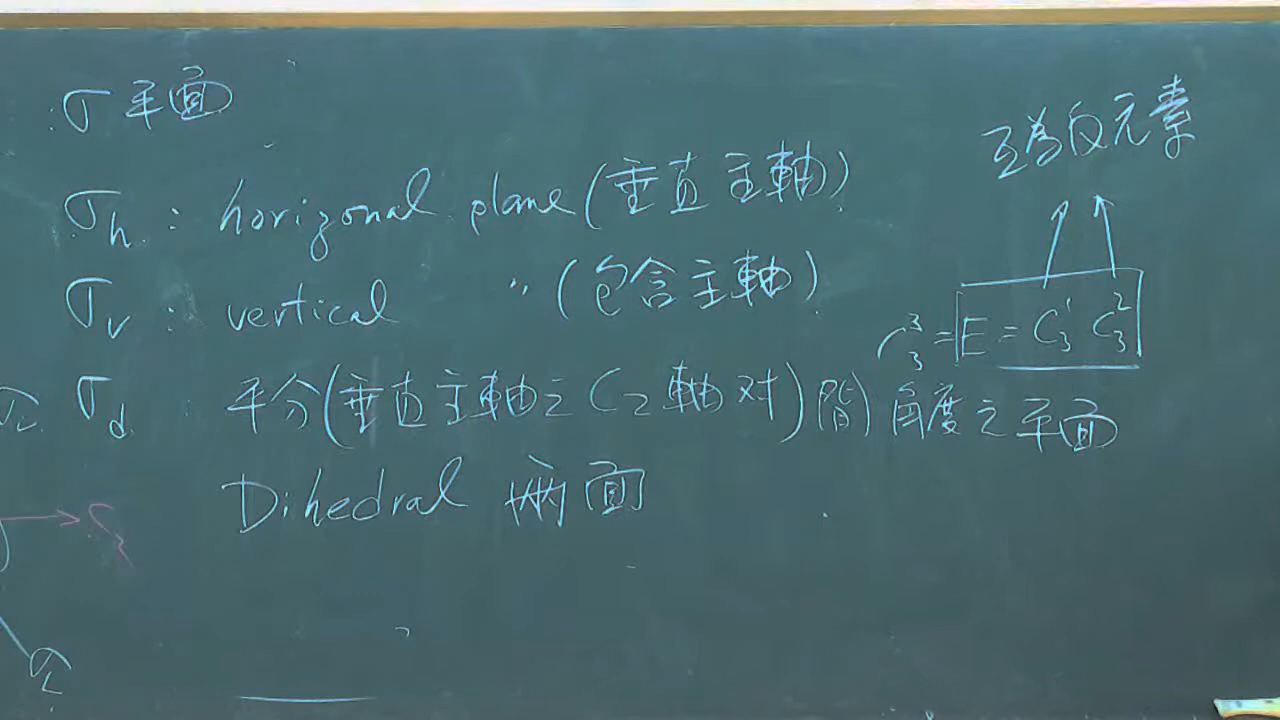 σ 平面
σh : horizonal plane (垂直主軸)
σv : vertical 〃 (包含主軸)
σd : 平分(垂直主軸之C2軸对)間角度之平面
Dihedral 兩面
互為反元素
C₃³ = E = C₃¹ C₃²